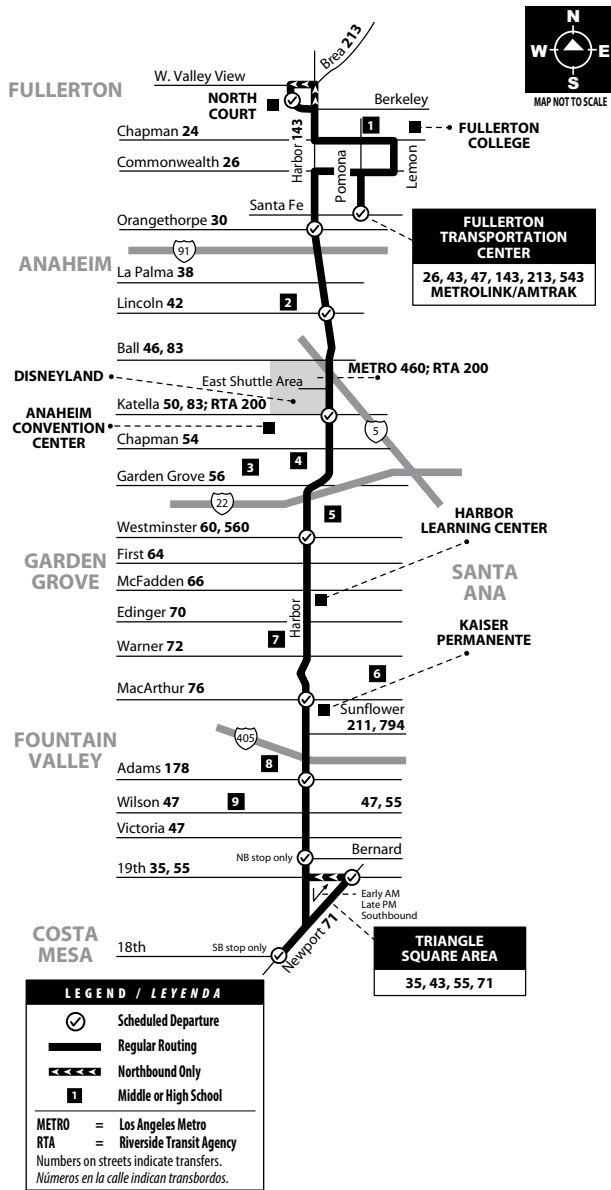 Brea 213
N
W E
S
MAP NOT TO SCALE
W. Valley View
FULLERTON
NORTH
COURT
Berkeley
1
FULLERTON
COLLEGE
Chapman 24
Harbor 143
Pomona
Lemon
Commonwealth 26
Santa Fe
Orangethorpe 30
FULLERTON
TRANSPORTATION
CENTER
26, 43, 47, 143, 213, 543
METROLINK/AMTRAK
91
ANAHEIM
La Palma 38
2
Lincoln 42
Ball 46, 83
METRO 460; RTA 200
DISNEYLAND
East Shuttle Area
Katella 50, 83; RTA 200
ANAHEIM
CONVENTION
CENTER
5
Chapman 54
3
4
Garden Grove 56
22
5
HARBOR
LEARNING CENTER
Westminster 60, 560
First 64
GARDEN
GROVE
SANTA
ANA
McFadden 66
Edinger 70
Harbor
KAISER
PERMANENTE
7
Warner 72
6
MacArthur 76
Sunflower
211, 794
405
FOUNTAIN
VALLEY
8
Adams 178
Wilson 47
9
47, 55
Victoria 47
NB stop only
Bernard
19th 35, 55
Early AM
Late PM
Southbound
Newport 71
COSTA
MESA
18th
SB stop only
TRIANGLE
SQUARE AREA
35, 43, 55, 71
LEGEND / LEYENDA
Scheduled Departure
Regular Routing
Northbound Only
1 Middle or High School
METRO = Los Angeles Metro
RTA = Riverside Transit Agency
Numbers on streets indicate transfers.
Números en la calle indican transbordos.